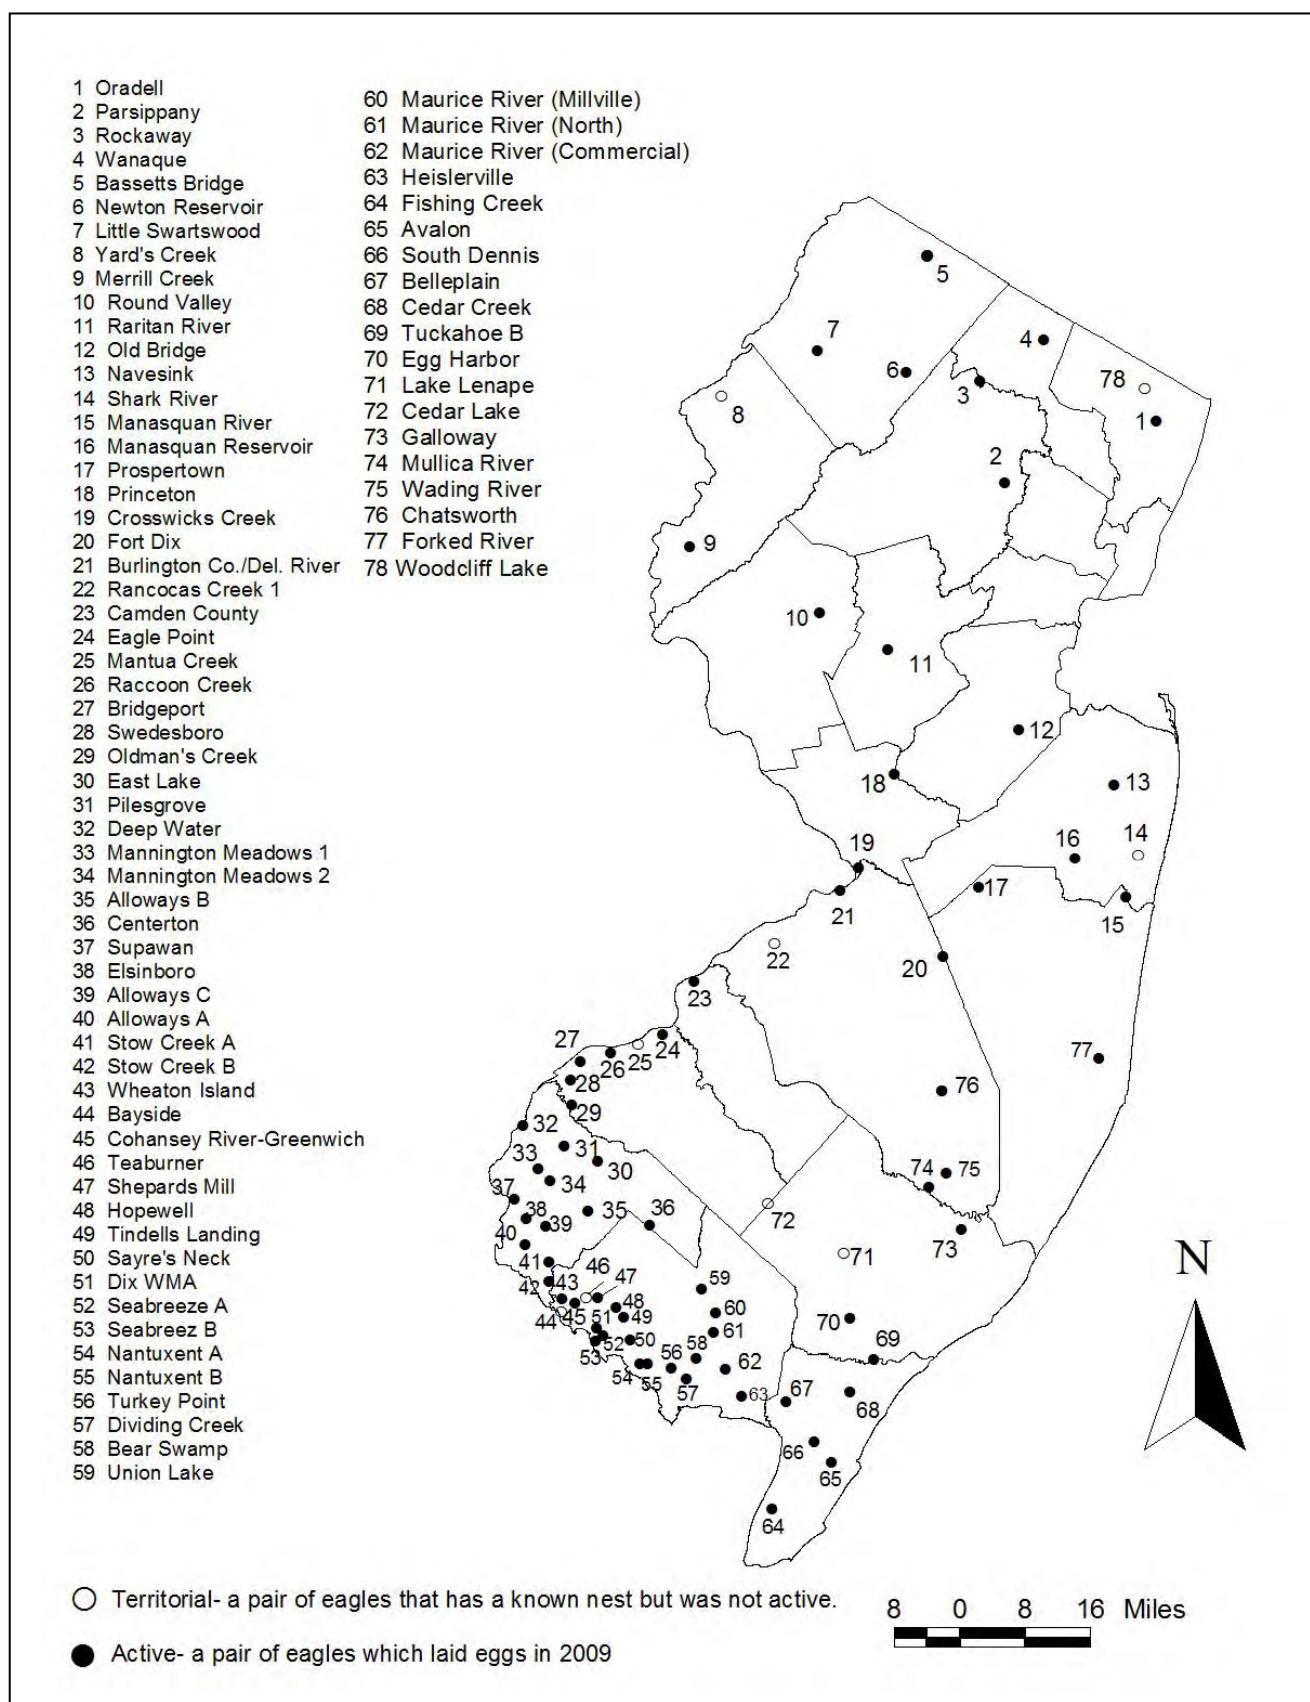 1 Oradell
2 Parsippany
3 Rockaway
4 Wanaque
5 Bassetts Bridge
6 Newton Reservoir
7 Little Swartswood
8 Yard's Creek
9 Merrill Creek
10 Round Valley
11 Raritan River
12 Old Bridge
13 Navesink
14 Shark River
15 Manasquan River
16 Manasquan Reservoir
17 Prospertown
18 Princeton
19 Crosswicks Creek
20 Fort Dix
21 Burlington Co./Del. River
22 Rancocas Creek 1
23 Camden County
24 Eagle Point
25 Mantua Creek
26 Raccoon Creek
27 Bridgeport
28 Swedesboro
29 Oldman's Creek
30 East Lake
31 Pilesgrove
32 Deep Water
33 Mannington Meadows 1
34 Mannington Meadows 2
35 Alloways B
36 Centerton
37 Supawan
38 Elsinboro
39 Alloways C
40 Alloways A
41 Stow Creek A
42 Stow Creek B
43 Wheaton Island
44 Bayside
45 Cohansey River-Greenwich
46 Teaburner
47 Shepards Mill
48 Hopewell
49 Tindells Landing
50 Sayre's Neck
51 Dix WMA
52 Seabreeze A
53 Seabreez B
54 Nantuxent A
55 Nantuxent B
56 Turkey Point
57 Dividing Creek
58 Bear Swamp
59 Union Lake
60 Maurice River (Millville)
61 Maurice River (North)
62 Maurice River (Commercial)
63 Heislerville
64 Fishing Creek
65 Avalon
66 South Dennis
67 Belleplain
68 Cedar Creek
69 Tuckahoe B
70 Egg Harbor
71 Lake Lenape
72 Cedar Lake
73 Galloway
74 Mullica River
75 Wading River
76 Chatsworth
77 Forked River
78 Woodcliff Lake
5
7
4
6
3
78
8
1
2
9
10
11
12
18
13
19
16
14
17
21
15
22
20
23
27
26
25
24
77
28
29
76
32
31
33
30
34
74
75
37
35
36
72
38
39
40
73
71
41
46
47
42
43
59
44
45
51
48
49
60
70
61
53
52
50
58
69
54
55
56
57
62
63
67
68
66
65
64
N
Territorial- a pair of eagles that has a known nest but was not active.
8 0 8 16 Miles
Active- a pair of eagles which laid eggs in 2009